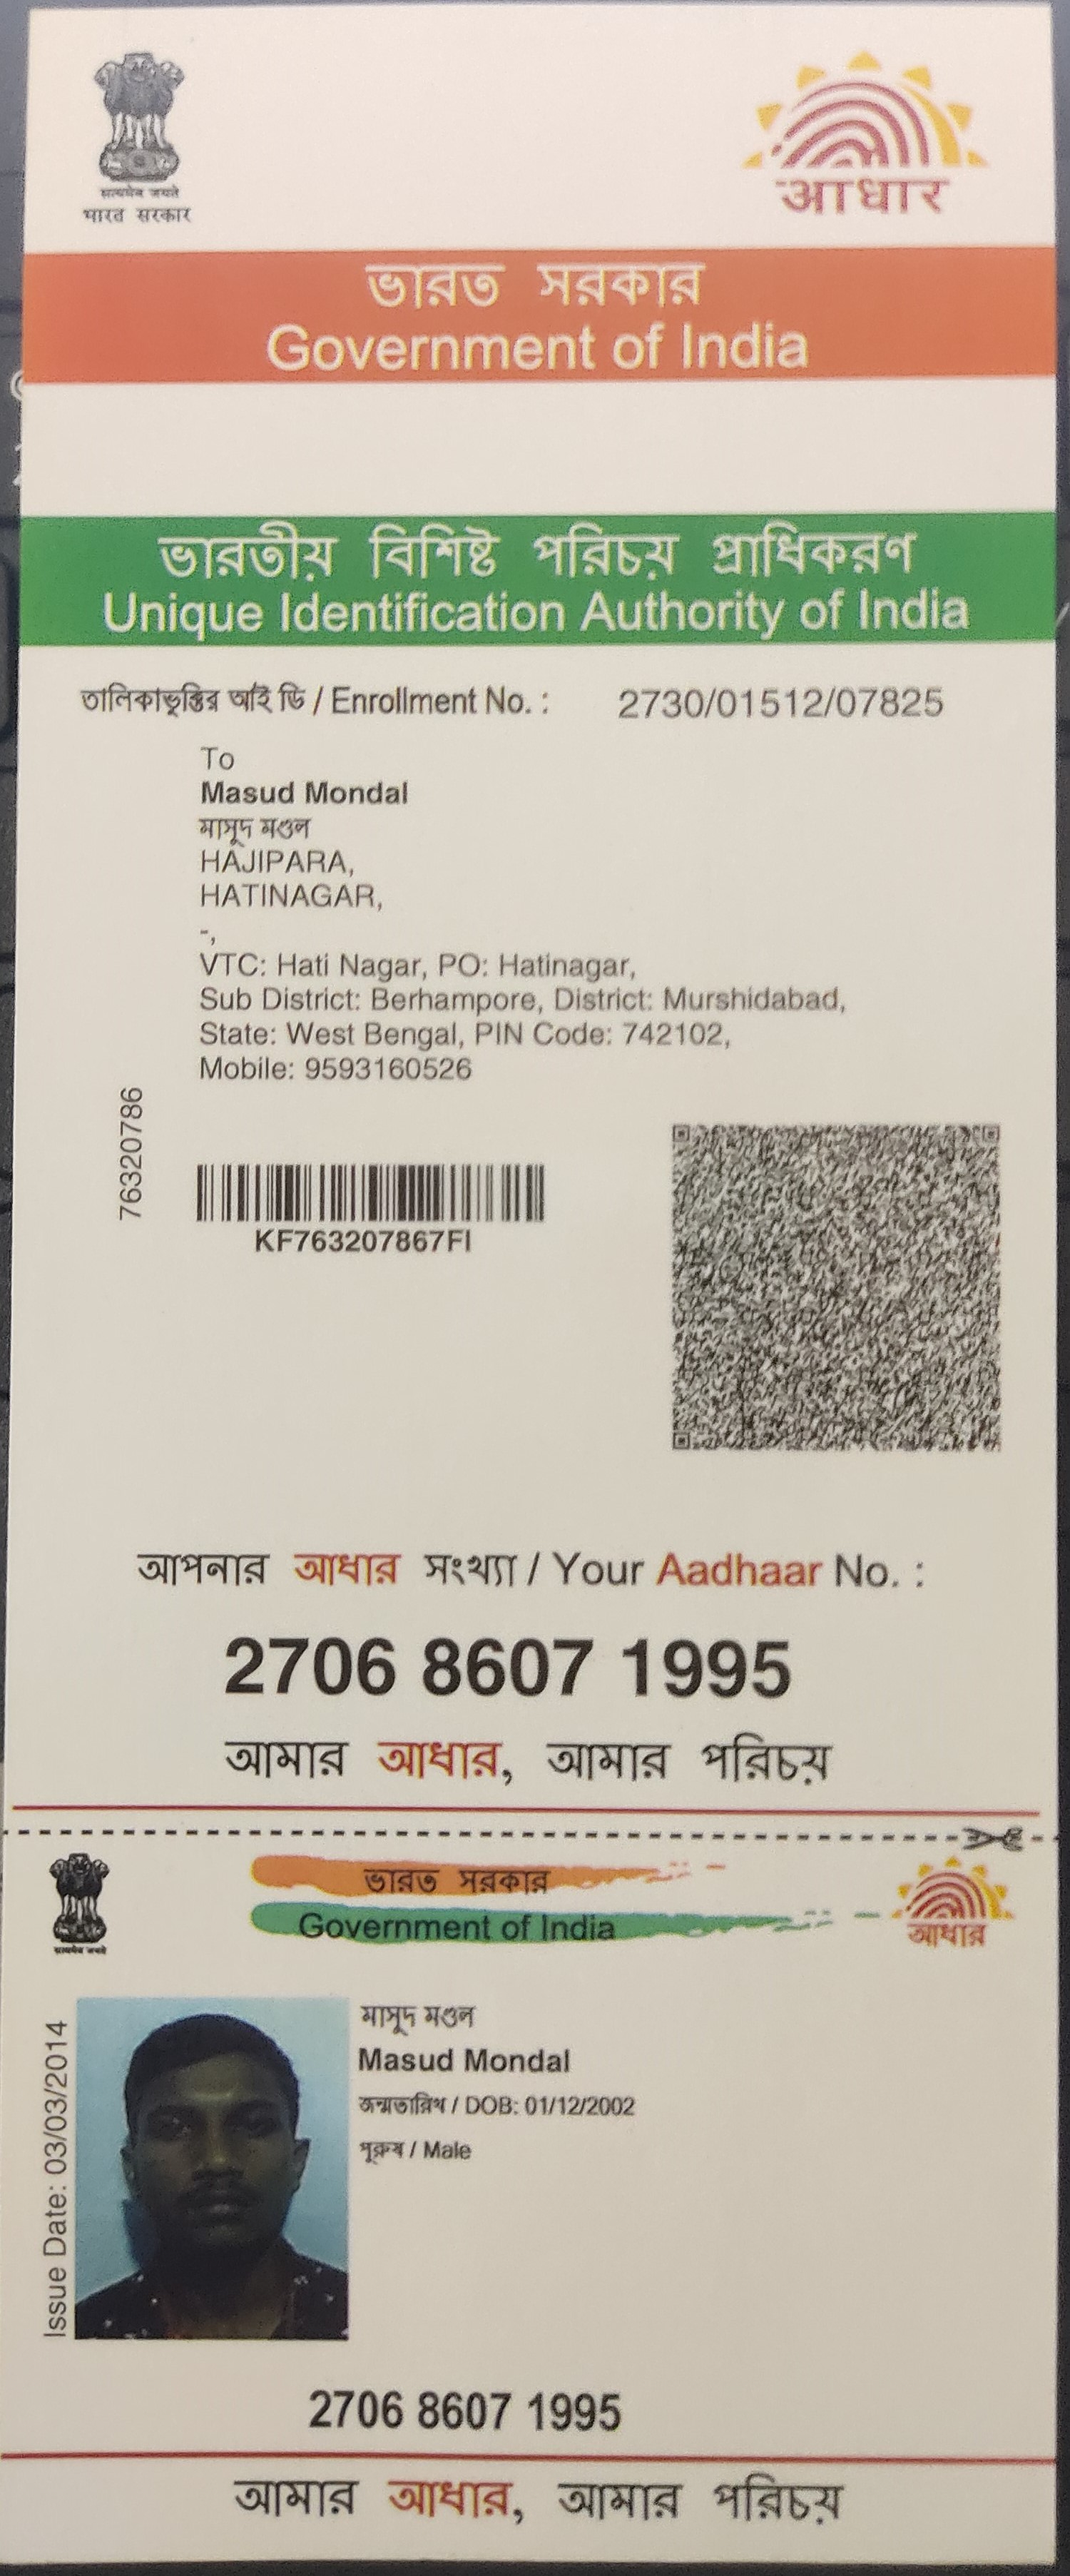 सत्यमेव जयते
भारत सरकार
आधार
ভারত সরকার
Government of India
ভারতীয় বিশিষ্ট পরিচয় প্রাধিকরণ
Unique Identification Authority of India
তালিকাভুক্তির আই ডি / Enrollment No. : 2730/01512/07825
To
Masud Mondal
মাসুদ মণ্ডল
HAJIPARA,
HATINAGAR,
-,
VTC: Hati Nagar, PO: Hatinagar,
Sub District: Berhampore, District: Murshidabad,
State: West Bengal, PIN Code: 742102,
Mobile: 9593160526
76320786
KF763207867FI
আপনার আধার সংখ্যা / Your Aadhaar No. :
2706 8607 1995
আমার আধার, আমার পরিচয়
सत्यमेव जयते
ভারত সরকার
Government of India
আধার
Issue Date: 03/03/2014
মাসুদ মণ্ডল
Masud Mondal
জন্মতারিখ / DOB: 01/12/2002
পুরুষ / Male
2706 8607 1995
আমার আধার, আমার পরিচয়